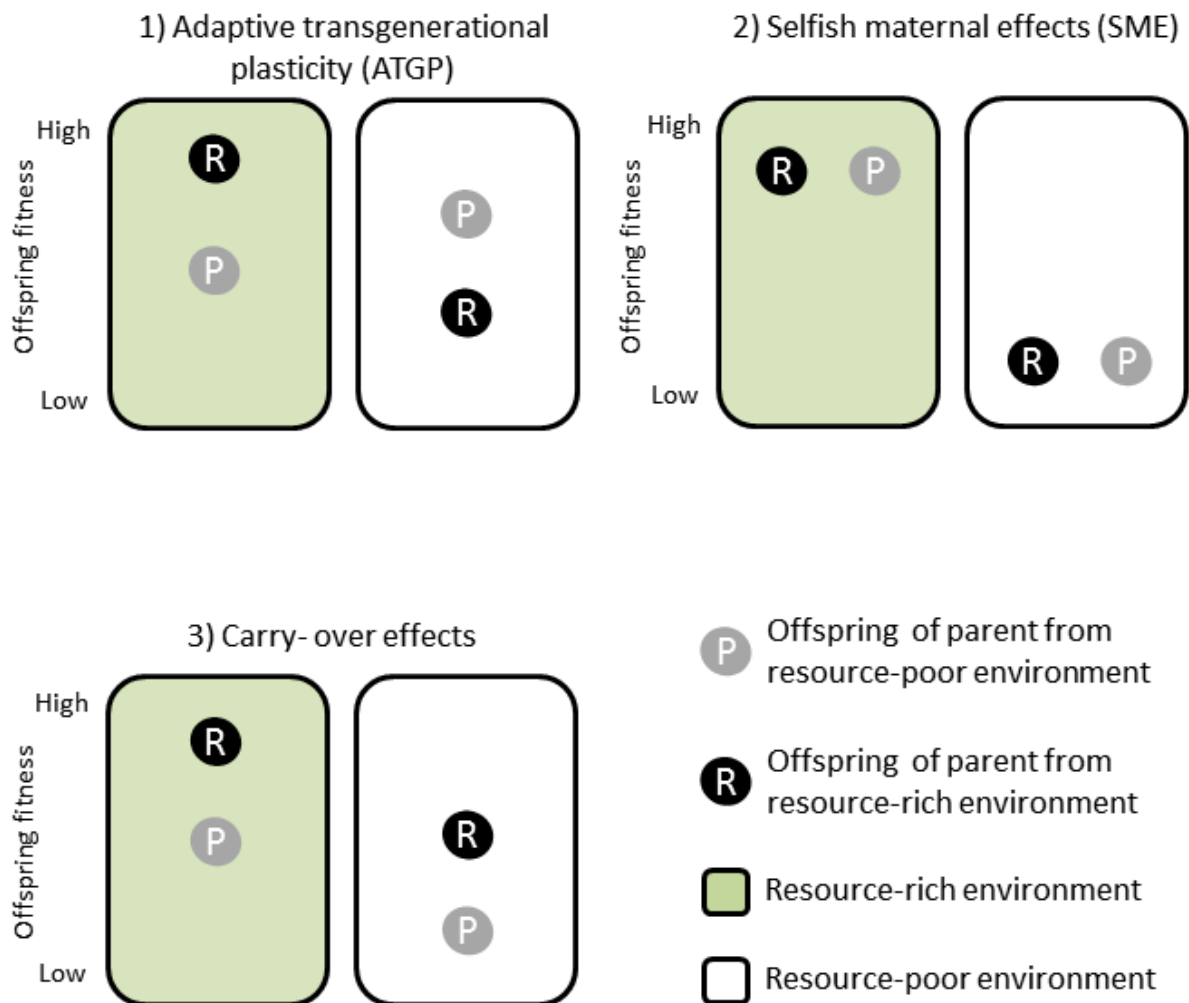 1) Adaptive transgenerational
plasticity (ATGP)
High
Offspring fitness
Low
R
P
P
R
2) Selfish maternal effects (SME)
High
Offspring fitness
Low
R P
R P
3) Carry- over effects
High
Offspring fitness
Low
R
P
R
P
P Offspring of parent from
resource-poor environment
R Offspring of parent from
resource-rich environment
Resource-rich environment
Resource-poor environment